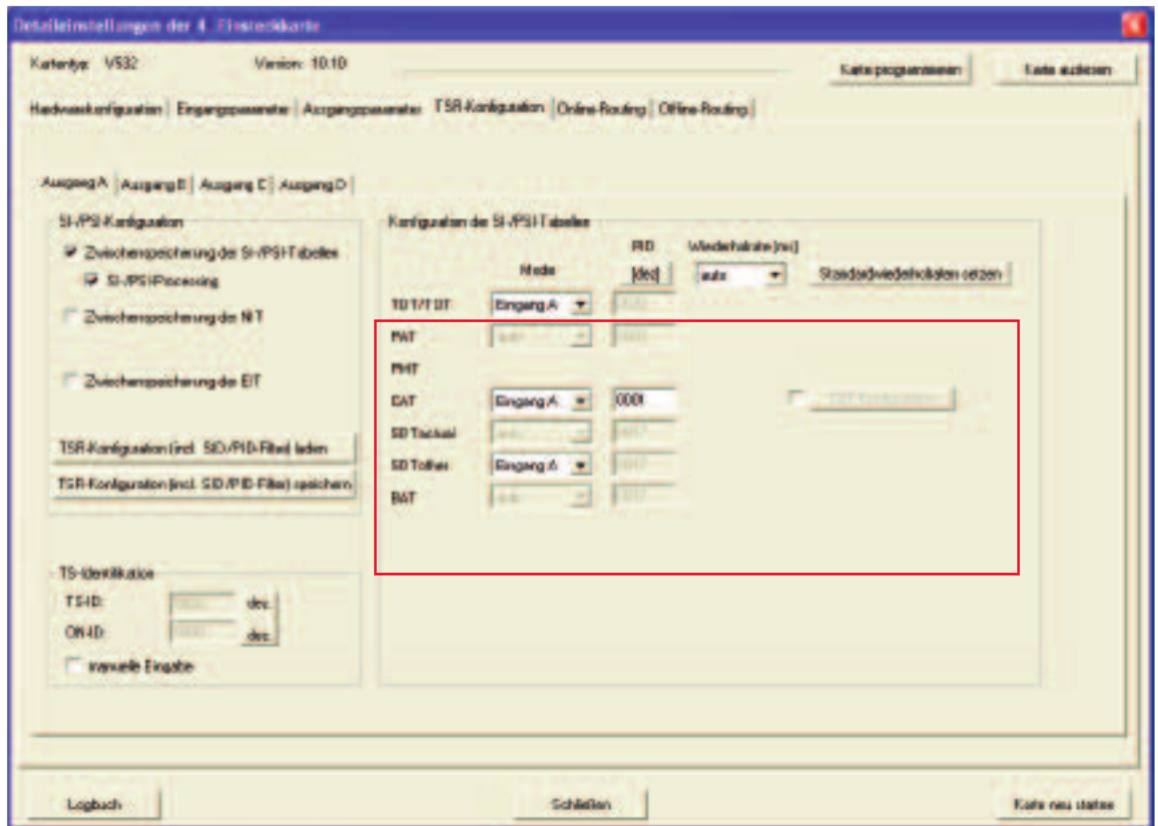 Detaileinstellungen der 4. Einsteckkarte
Kartentyp: V532 Version: 10.10 Karte programmieren Karte auslesen
Hardwarekonfiguration Eingangsparameter Ausgangsparameter TSR-Konfiguration Online-Routing Offline-Routing
Ausgang A Ausgang B Ausgang C Ausgang D
SI-/PSI-Konfiguration
Zwischenspeicherung der SI-/PSI-Tabellen
SI-/PSI-Processing
Zwischenspeicherung der NIT
Zwischenspeicherung der EIT
TSR-Konfiguration (incl. SID/PID-Filter) laden
TSR-Konfiguration (incl. SID/PID-Filter) speichern
TS-Identifikation
TS-ID: dec.
ON-ID: dec.
manuelle Eingabe
Konfiguration der SI-/PSI-Tabellen
Mode PID Wiederholrate [ms]
[dec] auto Standardwiederholraten setzen
TDT/TOT: Eingang A
PAT
PMT
CAT Eingang A 0001
SDTactual
SDTother Eingang A
BAT
Logbuch Schließen Karte neu starten